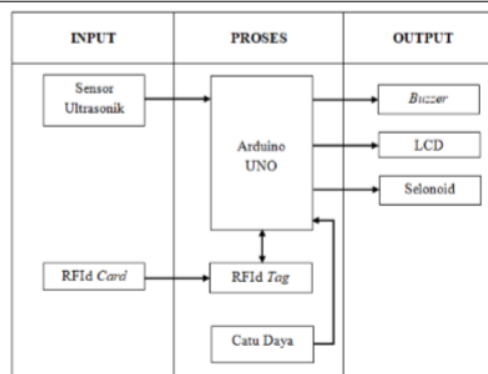 INPUT
PROSES
OUTPUT
Sensor
Ultrasonik
Arduino
UNO
Buzzer
LCD
Selonoid
RFId Card
RFId Tag
Catu Daya